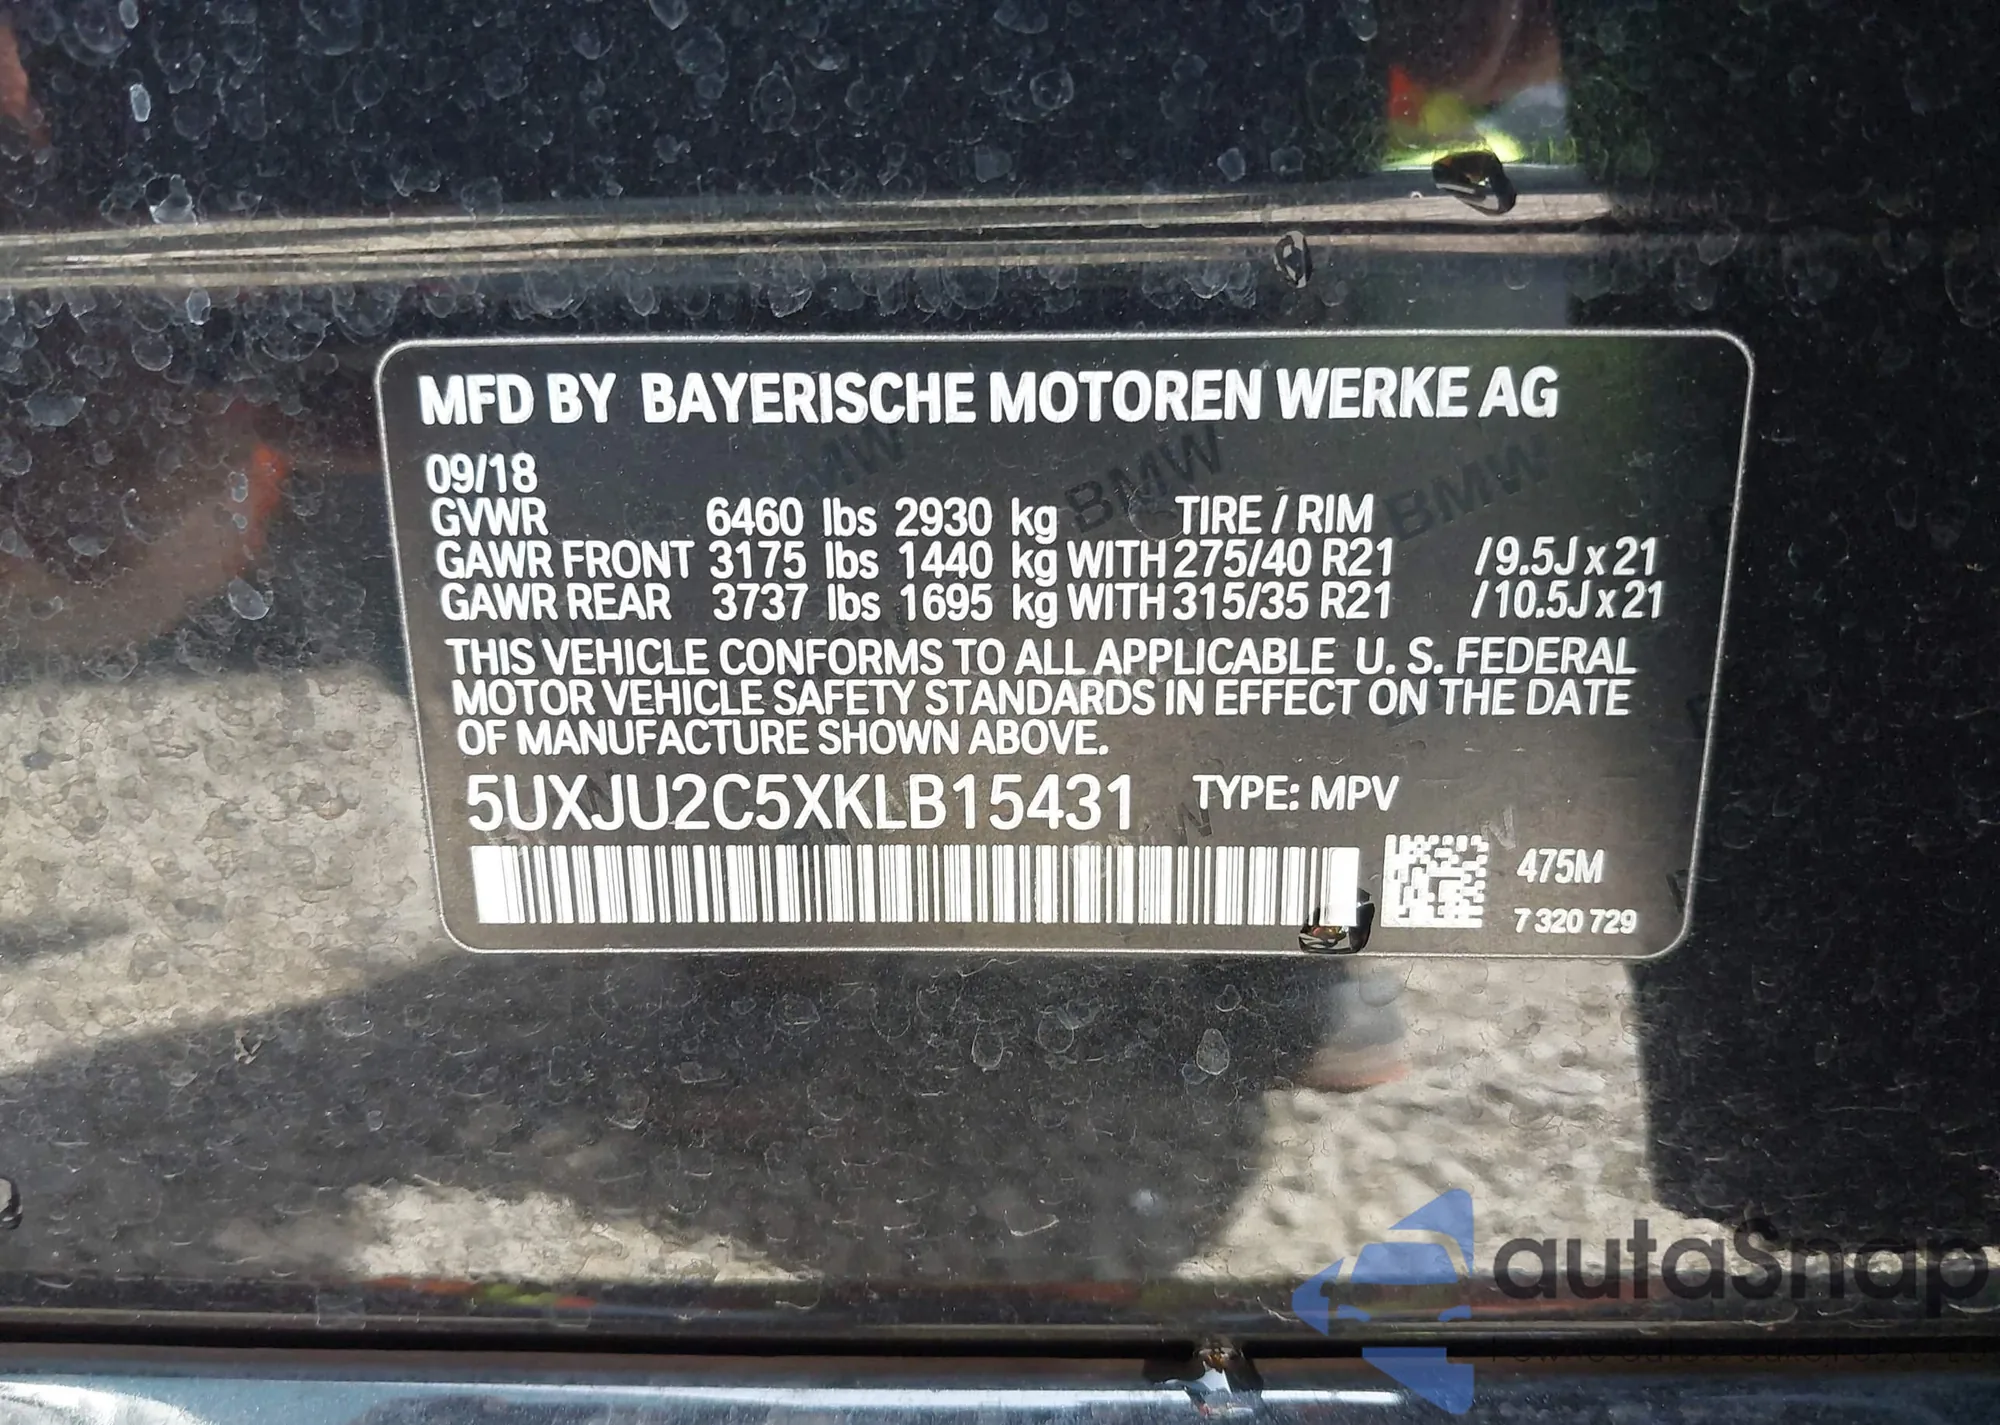 MFD BY BAYERISCHE MOTOREN WERKE AG
09/18
GVWR 6460 lbs 2930 kg TIRE / RIM
GAWR FRONT 3175 lbs 1440 kg WITH 275/40 R21 /9.5J x 21
GAWR REAR 3737 lbs 1695 kg WITH 315/35 R21 /10.5J x 21
THIS VEHICLE CONFORMS TO ALL APPLICABLE U. S. FEDERAL
MOTOR VEHICLE SAFETY STANDARDS IN EFFECT ON THE DATE
OF MANUFACTURE SHOWN ABOVE.
5UXJU2C5XKLB15431 TYPE: MPV
475M
7 320 729
autaSnap